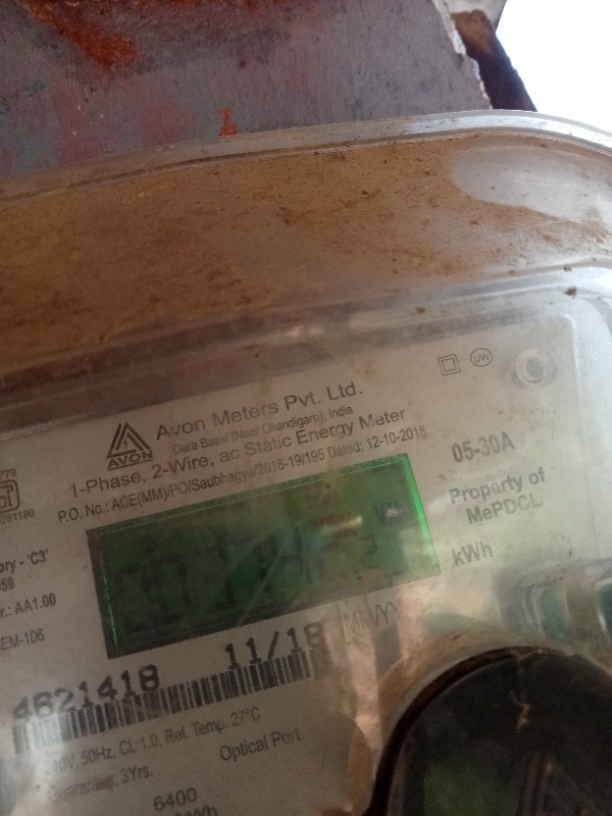 UW
Avon Meters Pvt. Ltd.
AVON
Dera Bassi (Near Chandigarh), India
1-Phase, 2-Wire, ac Static Energy Meter
P.O. No.: ACE(MM)/PO/Saubhagya/2018-19/195 Dated: 12-10-2018
05-30A
Property of
MePDCL
kWh
ory - 'C3'
r.: AA1.00
EM-106
4621418 11/18
240V, 50Hz, CL:1.0, Ref. Temp. 27°C
Guarantee: 3Yrs.
Optical Port
6400